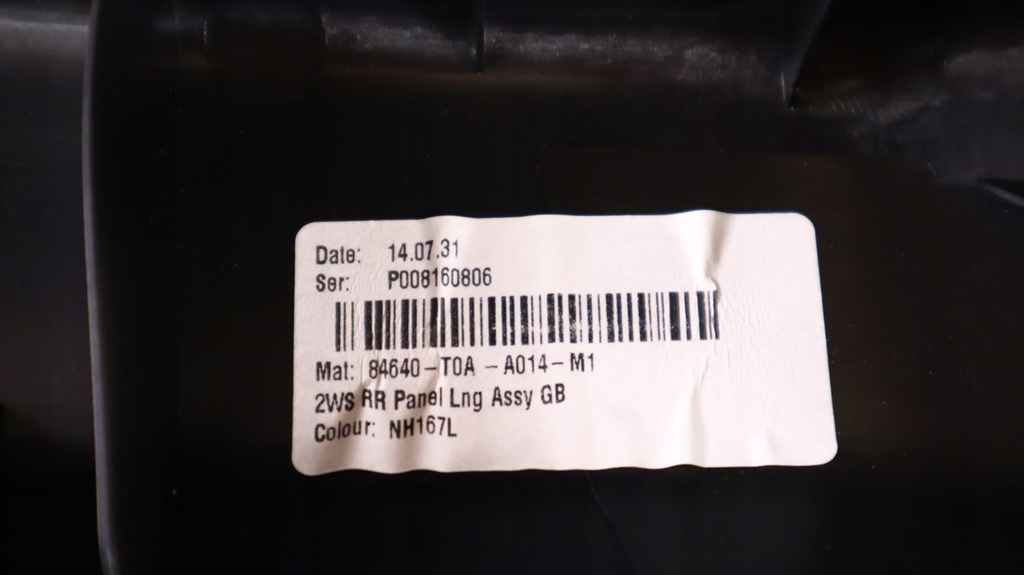 Date: 14.07.31
Ser: P008160806
Mat: 84640-T0A-A014-M1
2WS RR Panel Lng Assy GB
Colour: NH167L